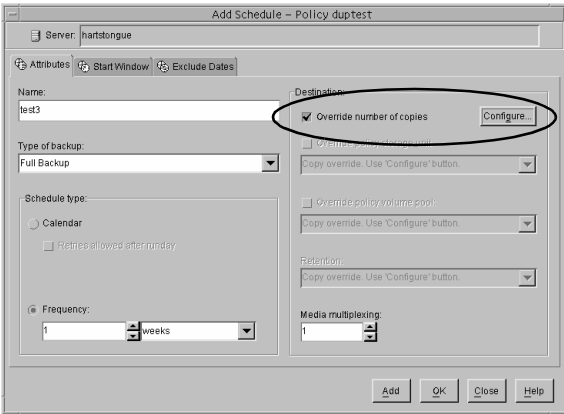 Add Schedule – Policy duptest
Server: hartstongue
Attributes
Start Window
Exclude Dates
Name:
test3
Type of backup:
Full Backup
Schedule type:
Calendar
Retries allowed after runday
Frequency:
1
weeks
Destination:
Override number of copies
Configure...
Override policy storage unit:
Copy override. Use 'Configure' button.
Override policy volume pool:
Copy override. Use 'Configure' button.
Retention:
Copy override. Use 'Configure' button.
Media multiplexing:
1
Add
OK
Close
Help